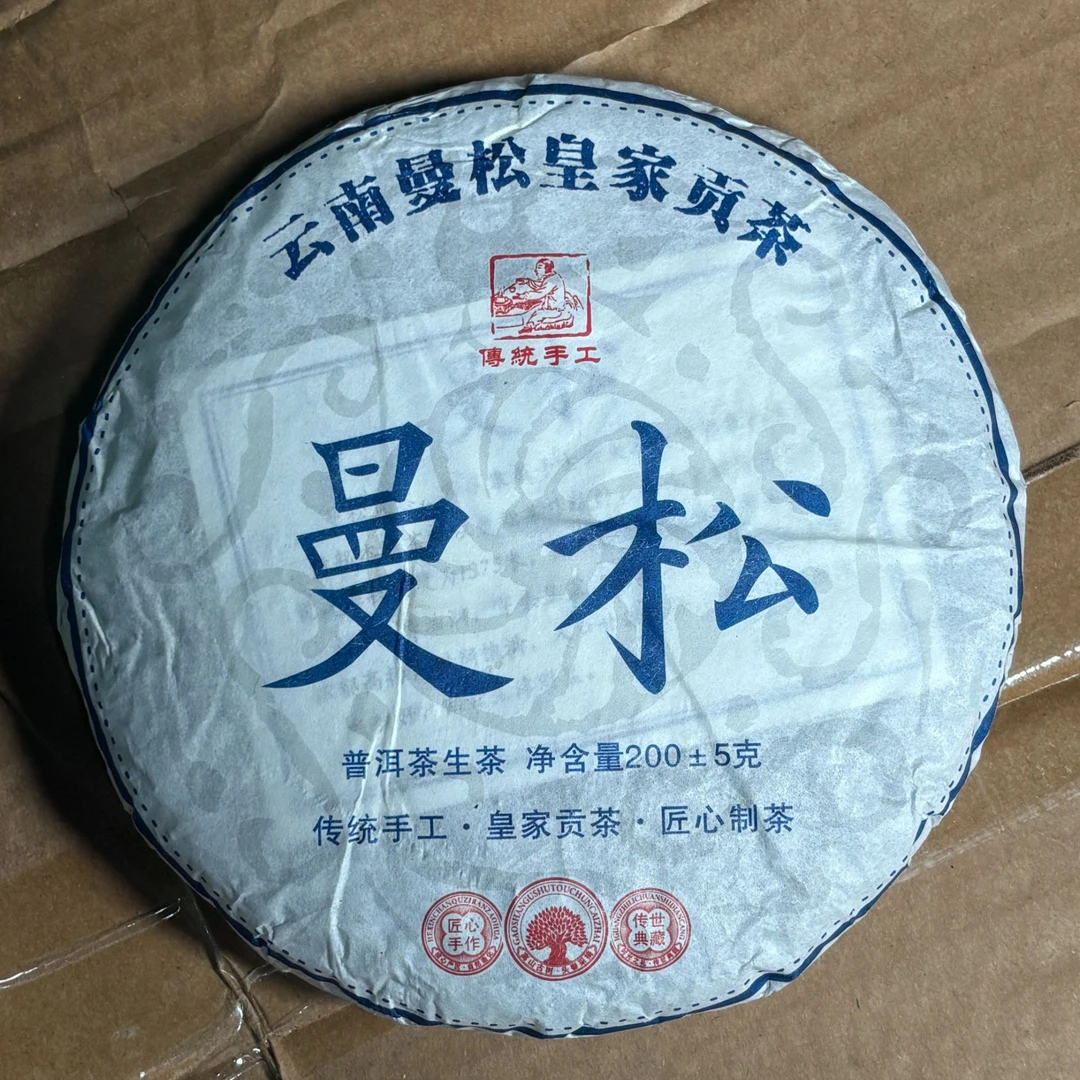 云南曼松皇家贡茶
傳統手工
曼松
普洱茶生茶 净含量200±5克
传统手工·皇家贡茶·匠心制茶
匠心
手作
GAOSHANGUSHUTOUCHUNGAIZHAI
传世
典藏